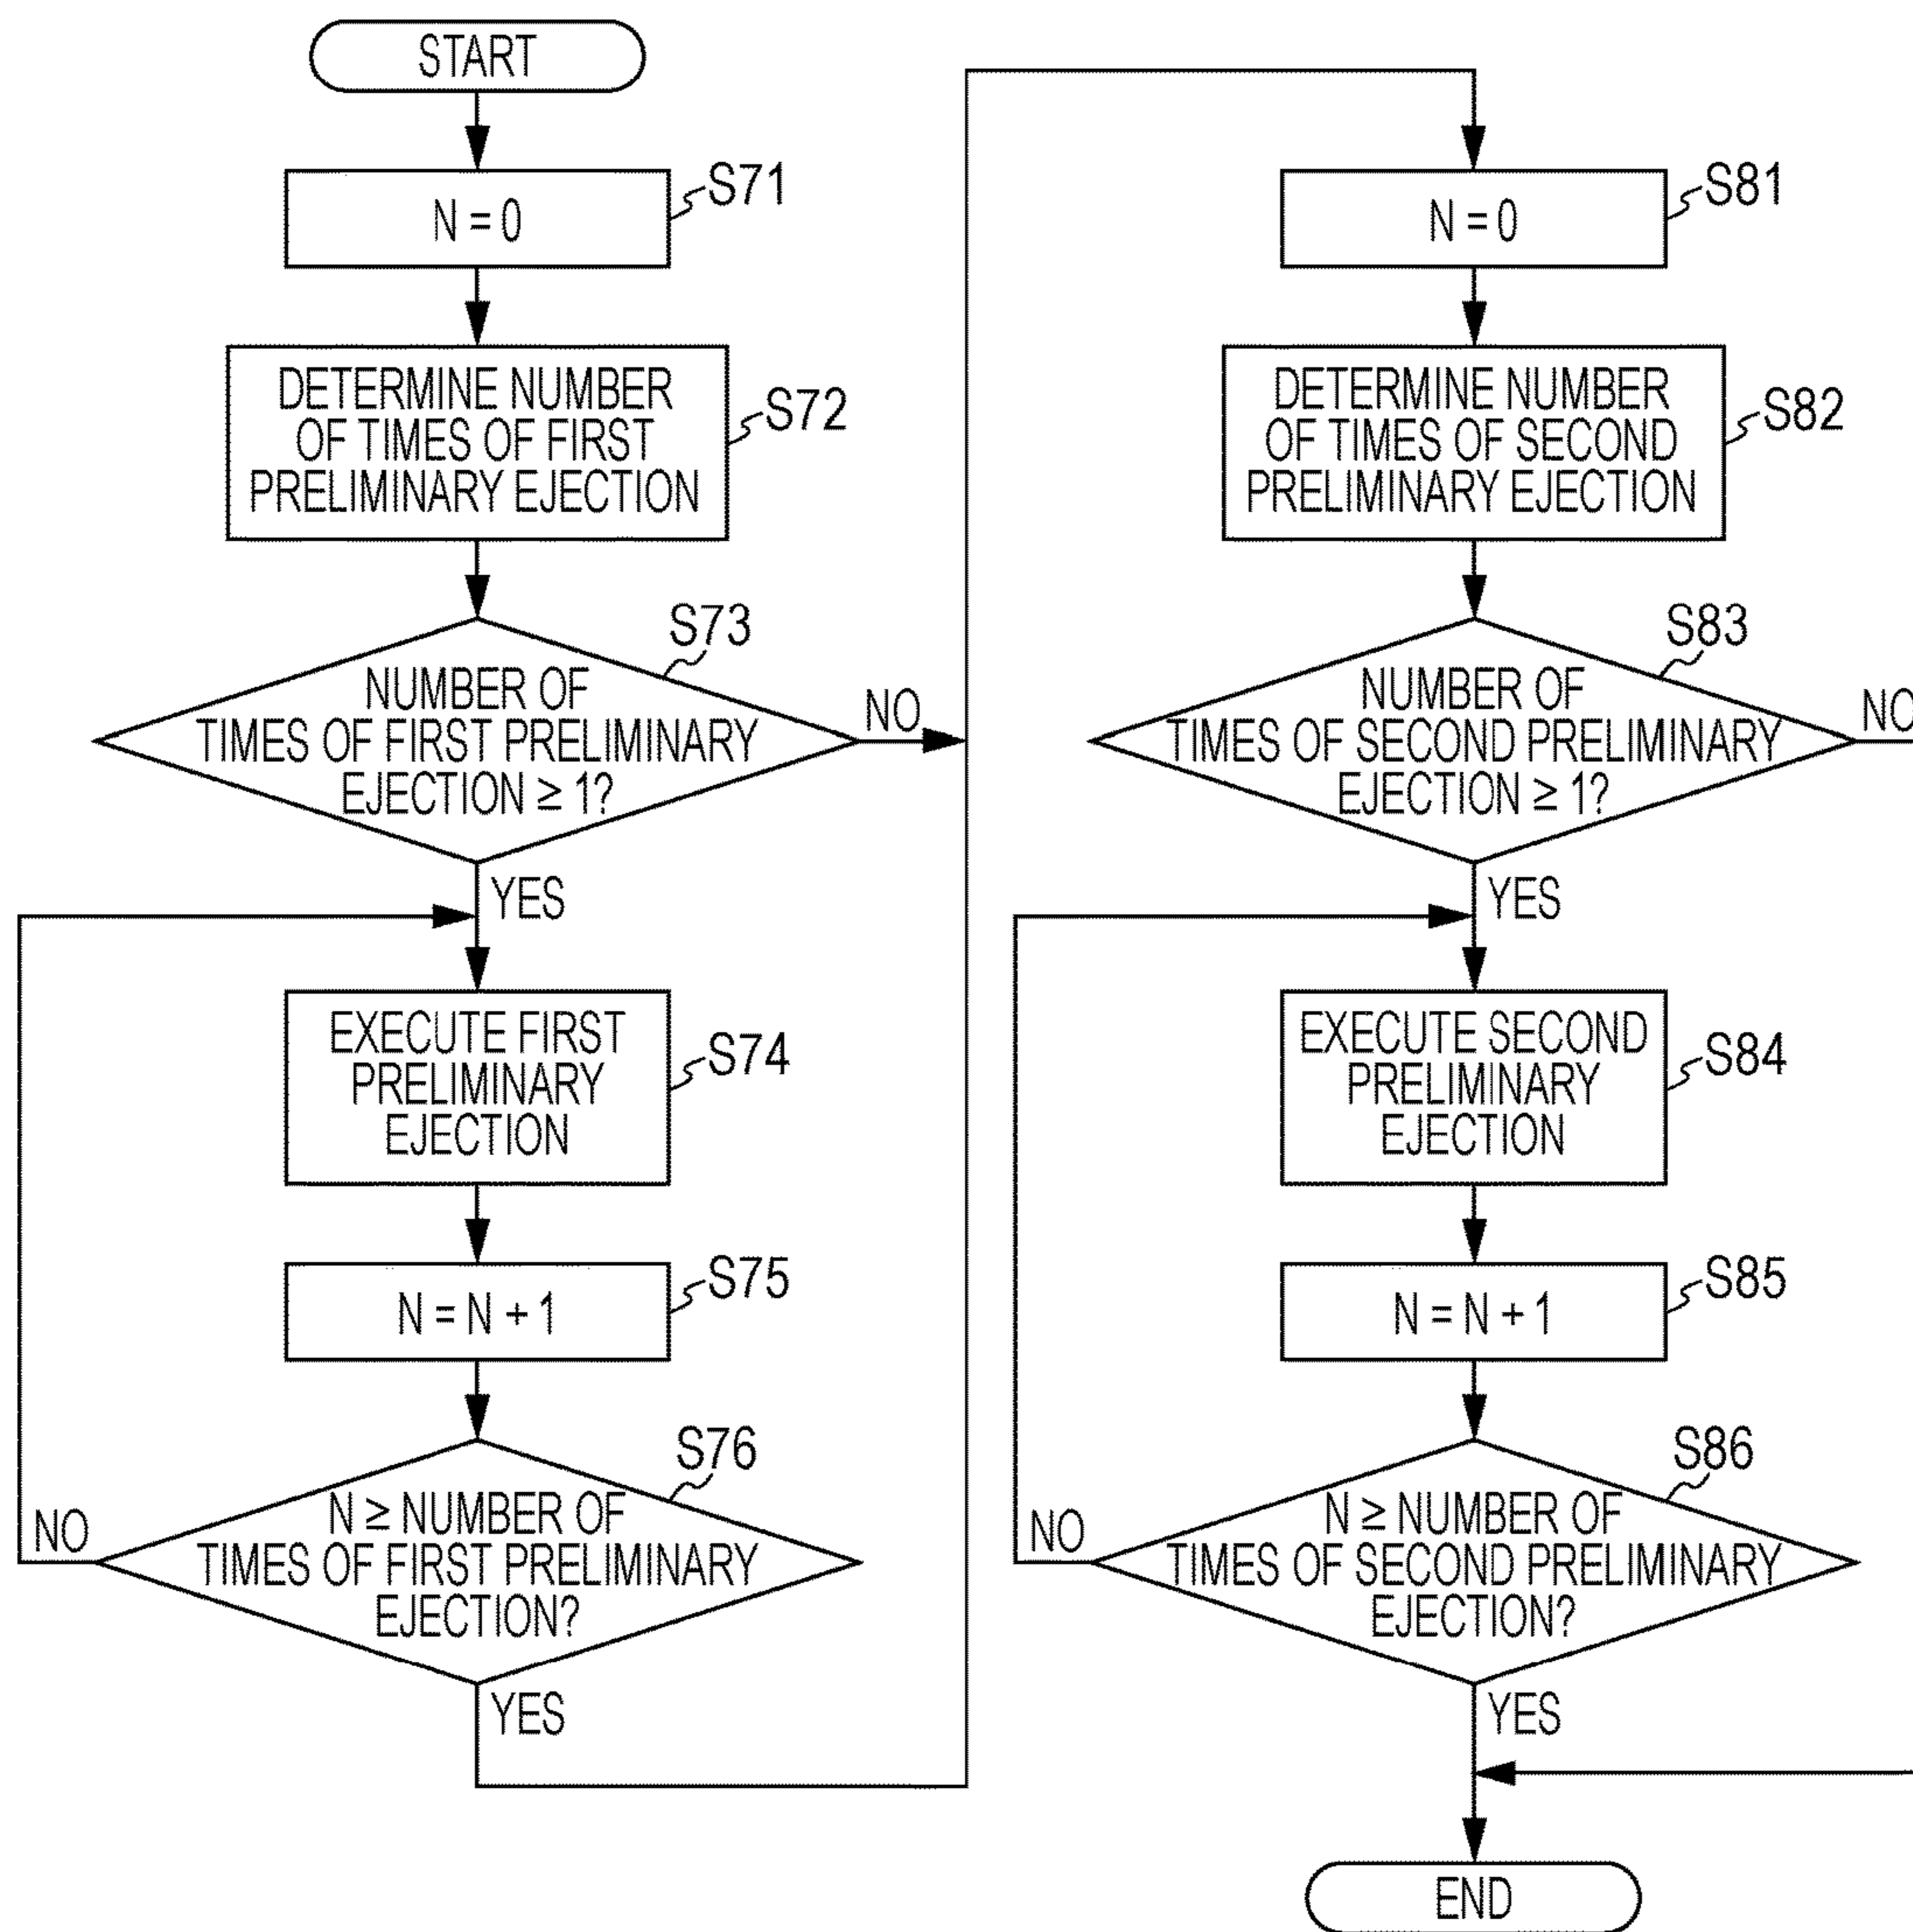 START
N = 0
S71
DETERMINE NUMBER
OF TIMES OF FIRST
PRELIMINARY EJECTION
S72
S73
NUMBER OF
TIMES OF FIRST PRELIMINARY
EJECTION ≥ 1?
NO
YES
EXECUTE FIRST
PRELIMINARY
EJECTION
S74
N = N + 1
S75
S76
N ≥ NUMBER OF
TIMES OF FIRST PRELIMINARY
EJECTION?
NO
YES
N = 0
S81
DETERMINE NUMBER
OF TIMES OF SECOND
PRELIMINARY EJECTION
S82
S83
NUMBER OF
TIMES OF SECOND PRELIMINARY
EJECTION ≥ 1?
NO
YES
EXECUTE SECOND
PRELIMINARY
EJECTION
S84
N = N + 1
S85
S86
N ≥ NUMBER OF
TIMES OF SECOND PRELIMINARY
EJECTION?
NO
YES
END